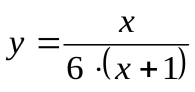 y = x / (6 · (x + 1))